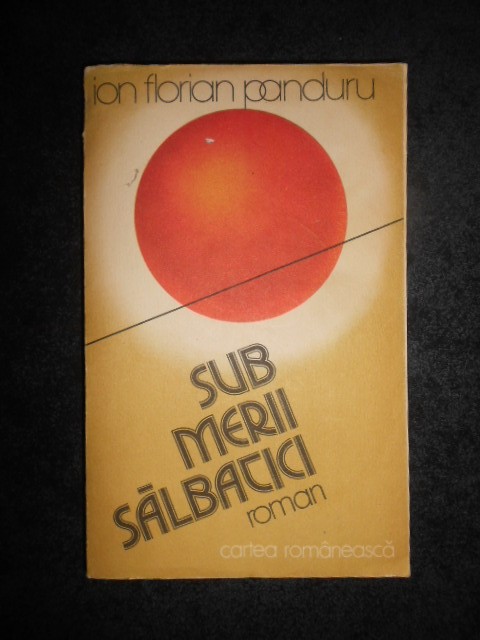 ion florian panduru
SUB
MERII
SĂLBATICI
roman
cartea românească